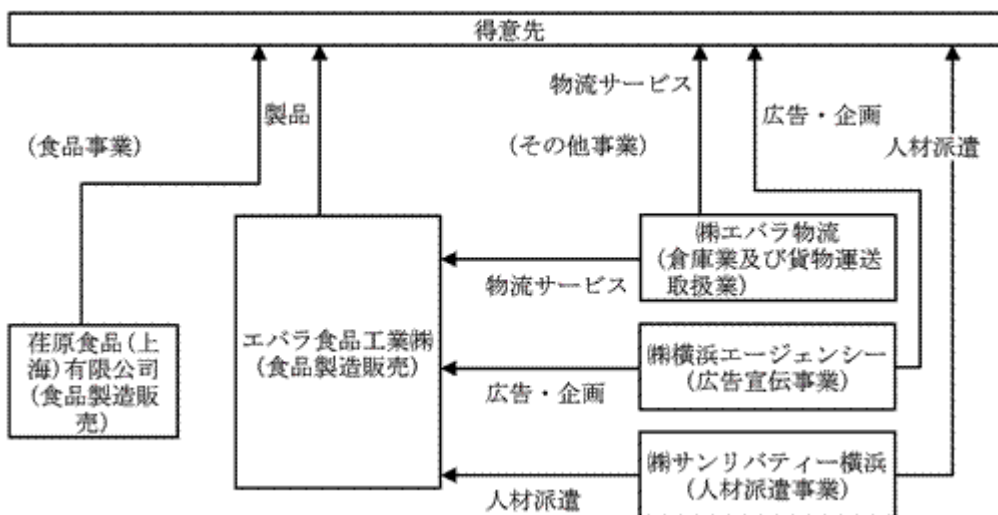 得意先
物流サービス
製品
広告・企画
(食品事業)
(その他事業)
人材派遣
㈱エバラ物流
(倉庫業及び貨物運送
取扱業)
物流サービス
荏原食品(上
海)有限公司
(食品製造販
売)
エバラ食品工業㈱
(食品製造販売)
㈱横浜エージェンシー
(広告宣伝事業)
広告・企画
㈱サンリバティー横浜
(人材派遣事業)
人材派遣